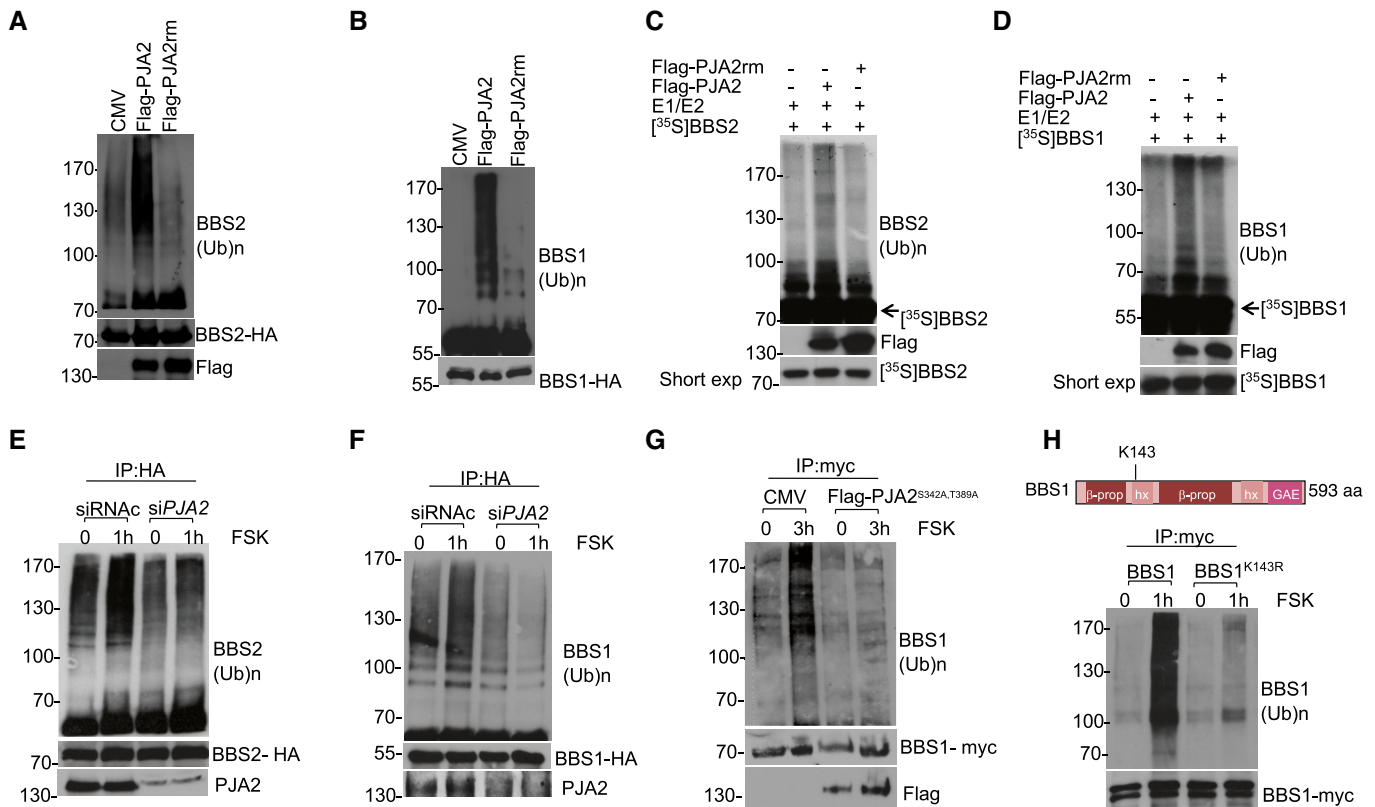 A
CMV
Flag-PJA2
Flag-PJA2rm
170
130
100
70
BBS2
(Ub)n
70
BBS2-HA
130
Flag
B
CMV
Flag-PJA2
Flag-PJA2rm
170
130
100
70
55
BBS1
(Ub)n
55
BBS1-HA
C
Flag-PJA2rm - - +
Flag-PJA2 - + -
E1/E2 + + +
[³⁵S]BBS2 + + +
170
130
100
70
BBS2
(Ub)n
[³⁵S]BBS2
130
Flag
Short exp 70 [³⁵S]BBS2
D
Flag-PJA2rm - - +
Flag-PJA2 - + -
E1/E2 + + +
[³⁵S]BBS1 + + +
130
100
70
55
BBS1
(Ub)n
[³⁵S]BBS1
Flag
Short exp [³⁵S]BBS1
E
IP:HA
siRNAc siPJA2
0 1h 0 1h FSK
170
130
100
70
BBS2
(Ub)n
70
BBS2- HA
130
PJA2
F
IP:HA
siRNAc siPJA2
0 1h 0 1h FSK
170
130
100
70
BBS1
(Ub)n
55
BBS1-HA
130
PJA2
G
IP:myc
CMV Flag-PJA2S342A,T389A
0 3h 0 3h FSK
170
130
100
70
BBS1
(Ub)n
70
BBS1- myc
130
Flag
H
K143
BBS1 β-prop hx β-prop hx GAE 593 aa
IP:myc
BBS1 BBS1K143R
0 1h 0 1h FSK
170
130
100
70
BBS1
(Ub)n
BBS1-myc